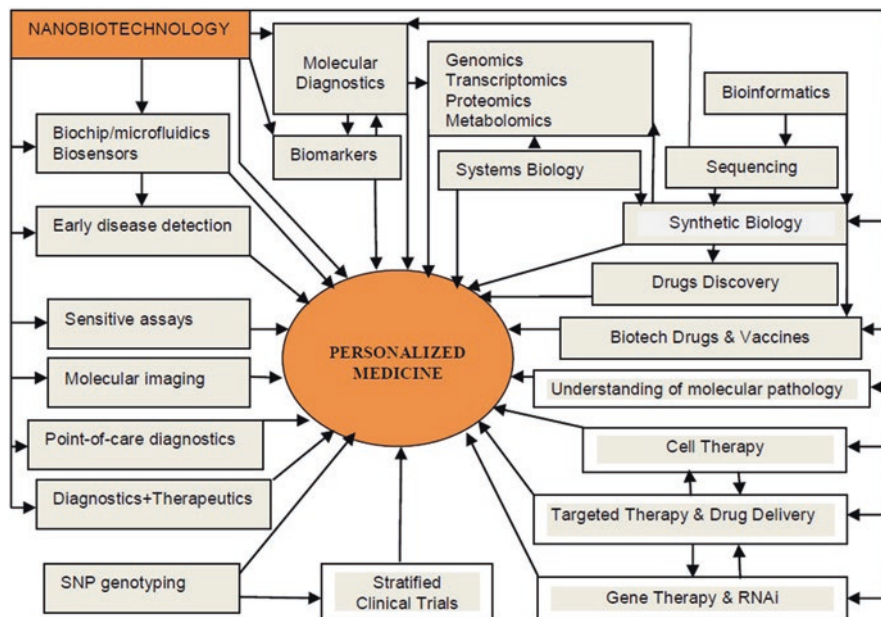 NANOBIOTECHNOLOGY
Molecular
Diagnostics
Genomics
Transcriptomics
Proteomics
Metabolomics
Bioinformatics
Biochip/microfluidics
Biosensors
Biomarkers
Systems Biology
Sequencing
Early disease detection
Synthetic Biology
Drugs Discovery
Sensitive assays
Biotech Drugs & Vaccines
PERSONALIZED
MEDICINE
Molecular imaging
Understanding of molecular pathology
Point-of-care diagnostics
Cell Therapy
Diagnostics+Therapeutics
Targeted Therapy & Drug Delivery
SNP genotyping
Stratified
Clinical Trials
Gene Therapy & RNAi